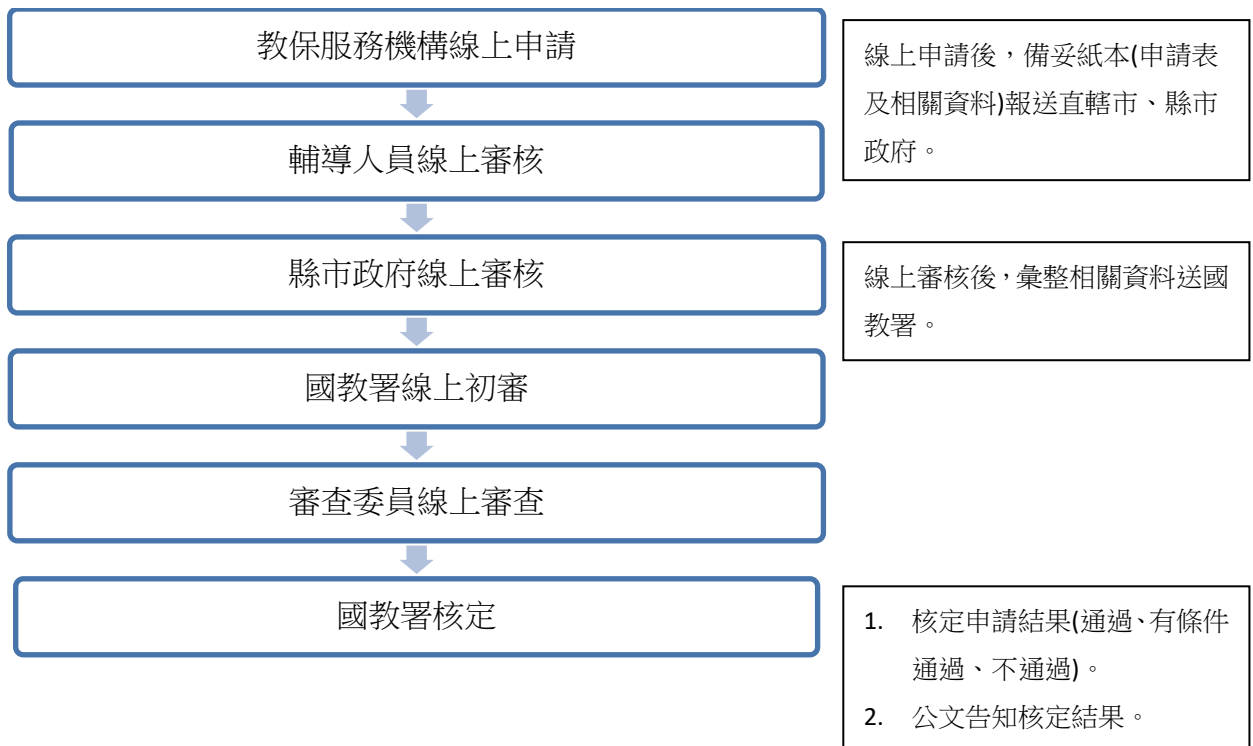 教保服務機構線上申請
線上申請後，備妥紙本(申請表
及相關資料)報送直轄市、縣市
政府。
輔導人員線上審核
縣市政府線上審核
線上審核後，彙整相關資料送國
教署。
國教署線上初審
審查委員線上審查
國教署核定
1. 核定申請結果(通過、有條件
通過、不通過)。
2. 公文告知核定結果。